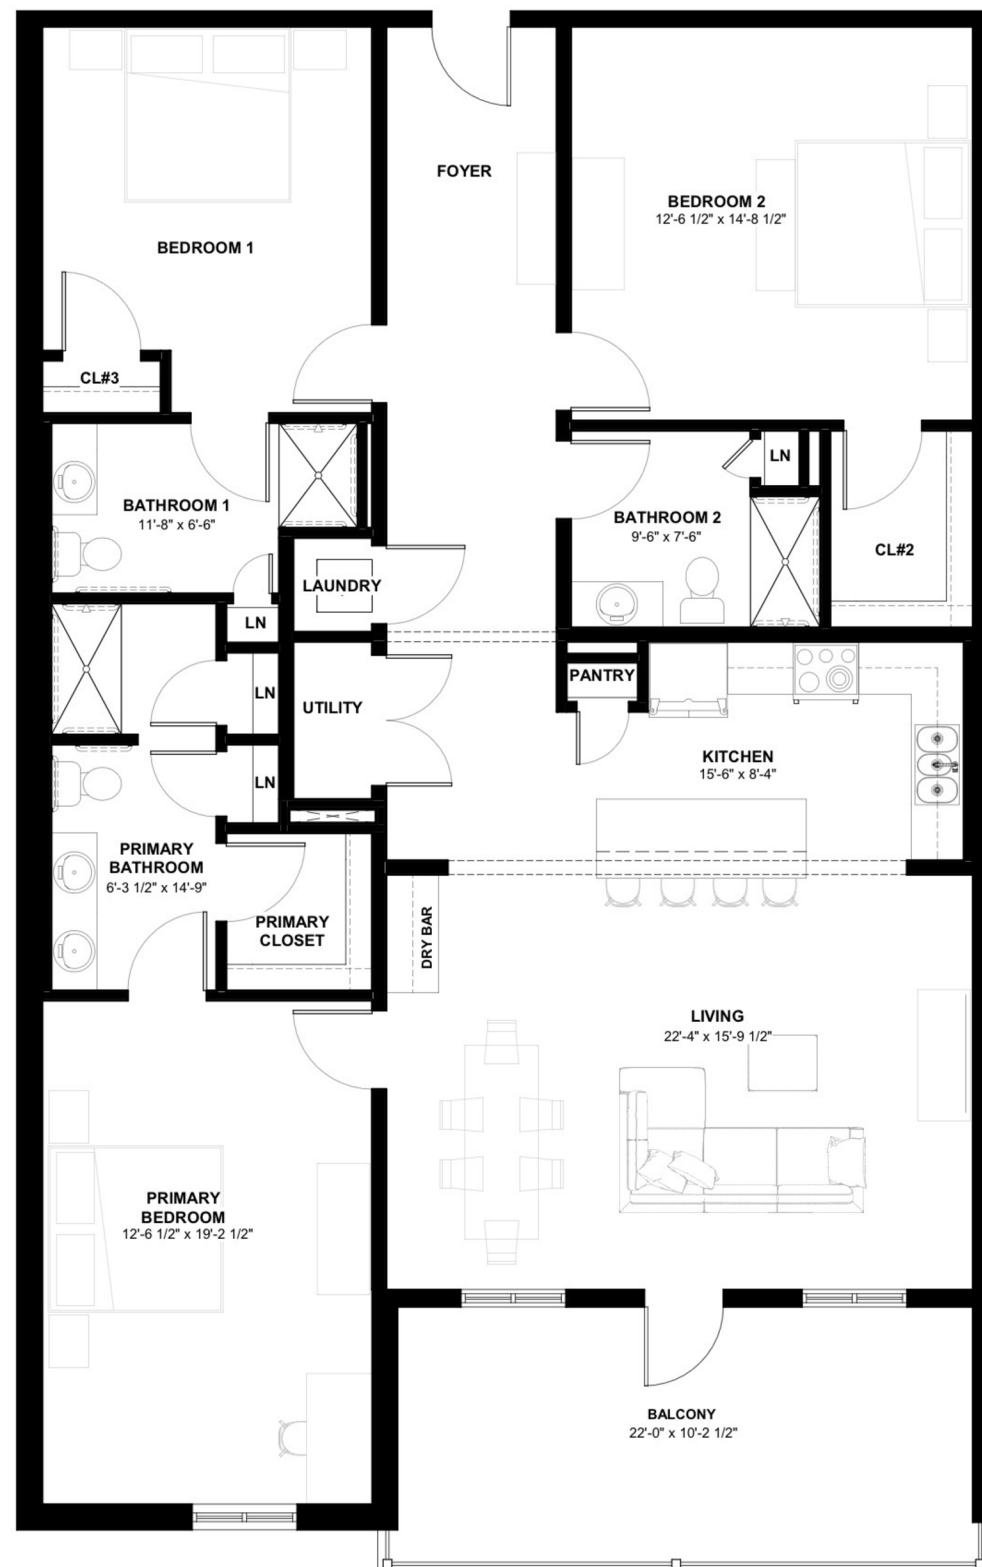 FOYER
BEDROOM 2
12'-6 1/2" x 14'-8 1/2"
BEDROOM 1
CL#3
LN
BATHROOM 1
11'-8" x 6'-6"
BATHROOM 2
9'-6" x 7'-6"
CL#2
LAUNDRY
LN
PANTRY
LN
UTILITY
KITCHEN
15'-6" x 8'-4"
LN
PRIMARY
BATHROOM
6'-3 1/2" x 14'-9"
PRIMARY
CLOSET
DRY BAR
LIVING
22'-4" x 15'-9 1/2"
PRIMARY
BEDROOM
12'-6 1/2" x 19'-2 1/2"
BALCONY
22'-0" x 10'-2 1/2"